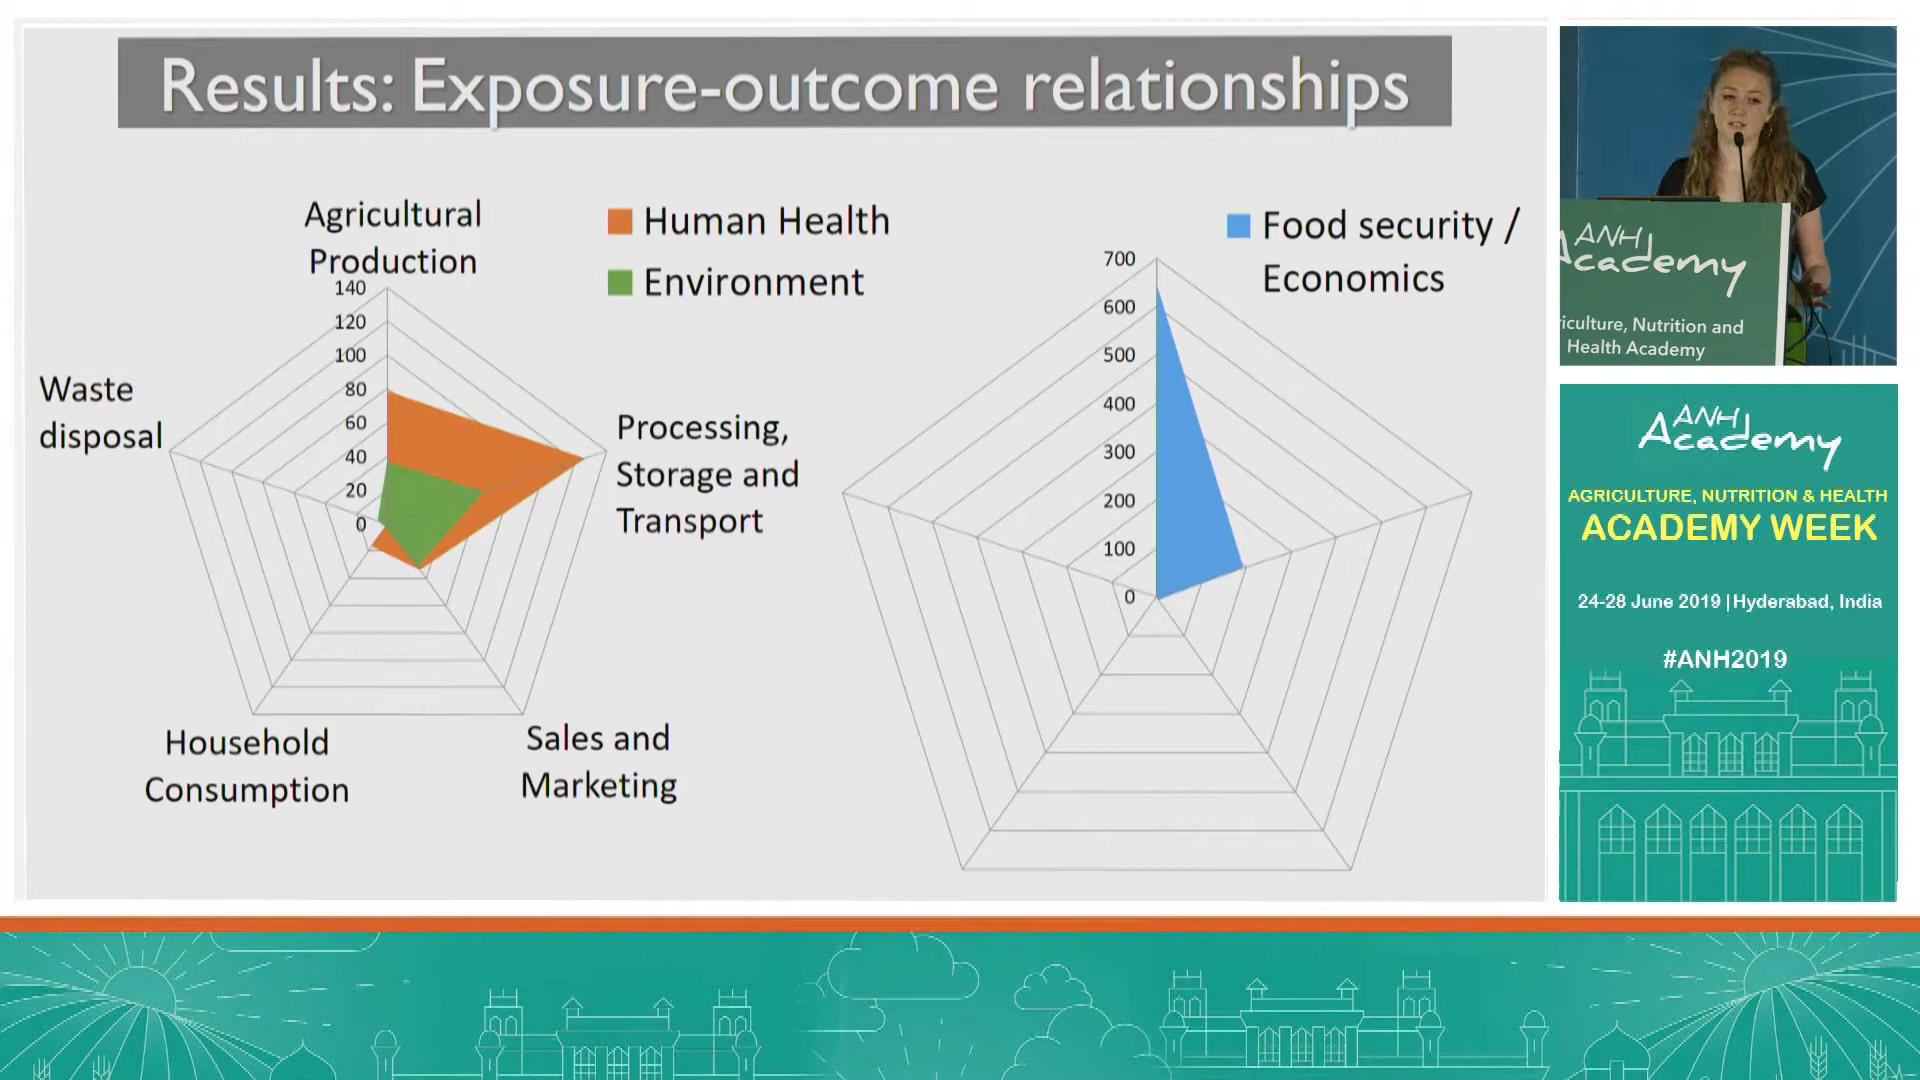 Results: Exposure-outcome relationships
Agricultural
Production
Human Health
Environment
140
120
100
80
60
40
20
0
Waste
disposal
Processing,
Storage and
Transport
Household
Consumption
Sales and
Marketing
Food security /
Economics
700
600
500
400
300
200
100
0
ANH
Academy
riculture, Nutrition and
Health Academy
ANH
Academy
AGRICULTURE, NUTRITION & HEALTH
ACADEMY WEEK
24-28 June 2019 | Hyderabad, India
#ANH2019